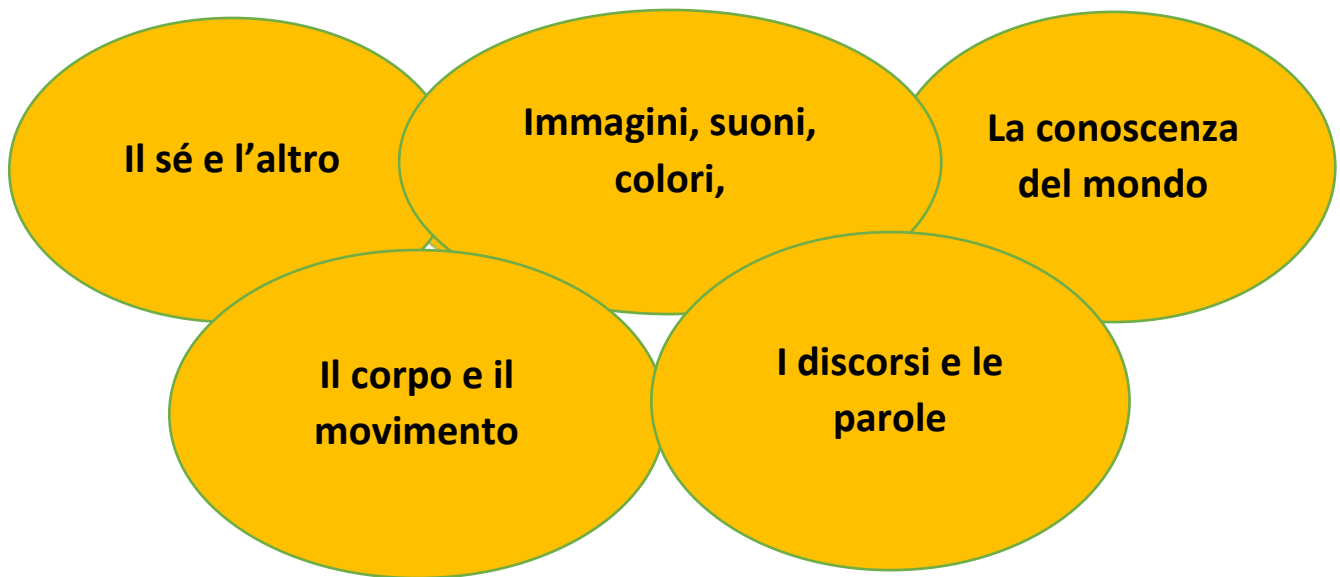 Il sé e l’altro
Immagini, suoni,
colori,
La conoscenza
del mondo
Il corpo e il
movimento
I discorsi e le
parole